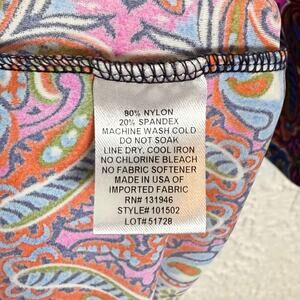 80% NYLON
20% SPANDEX
MACHINE WASH COLD
DO NOT SOAK
LINE DRY, COOL IRON
NO CHLORINE BLEACH
NO FABRIC SOFTENER
MADE IN USA OF
IMPORTED FABRIC
RN# 131946
STYLE# 101502
LOT# 51728